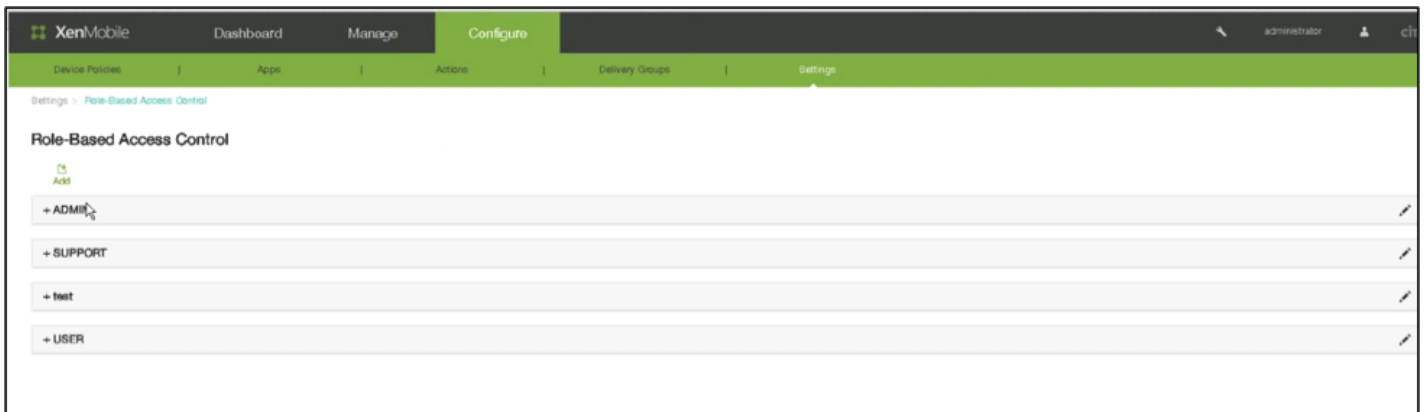 XenMobile Dashboard Manage Configure administrator
Device Policies | Apps | Actions | Delivery Groups | Settings
Settings > Role-Based Access Control
Role-Based Access Control
Add
+ ADMIN
+ SUPPORT
+ test
+ USER